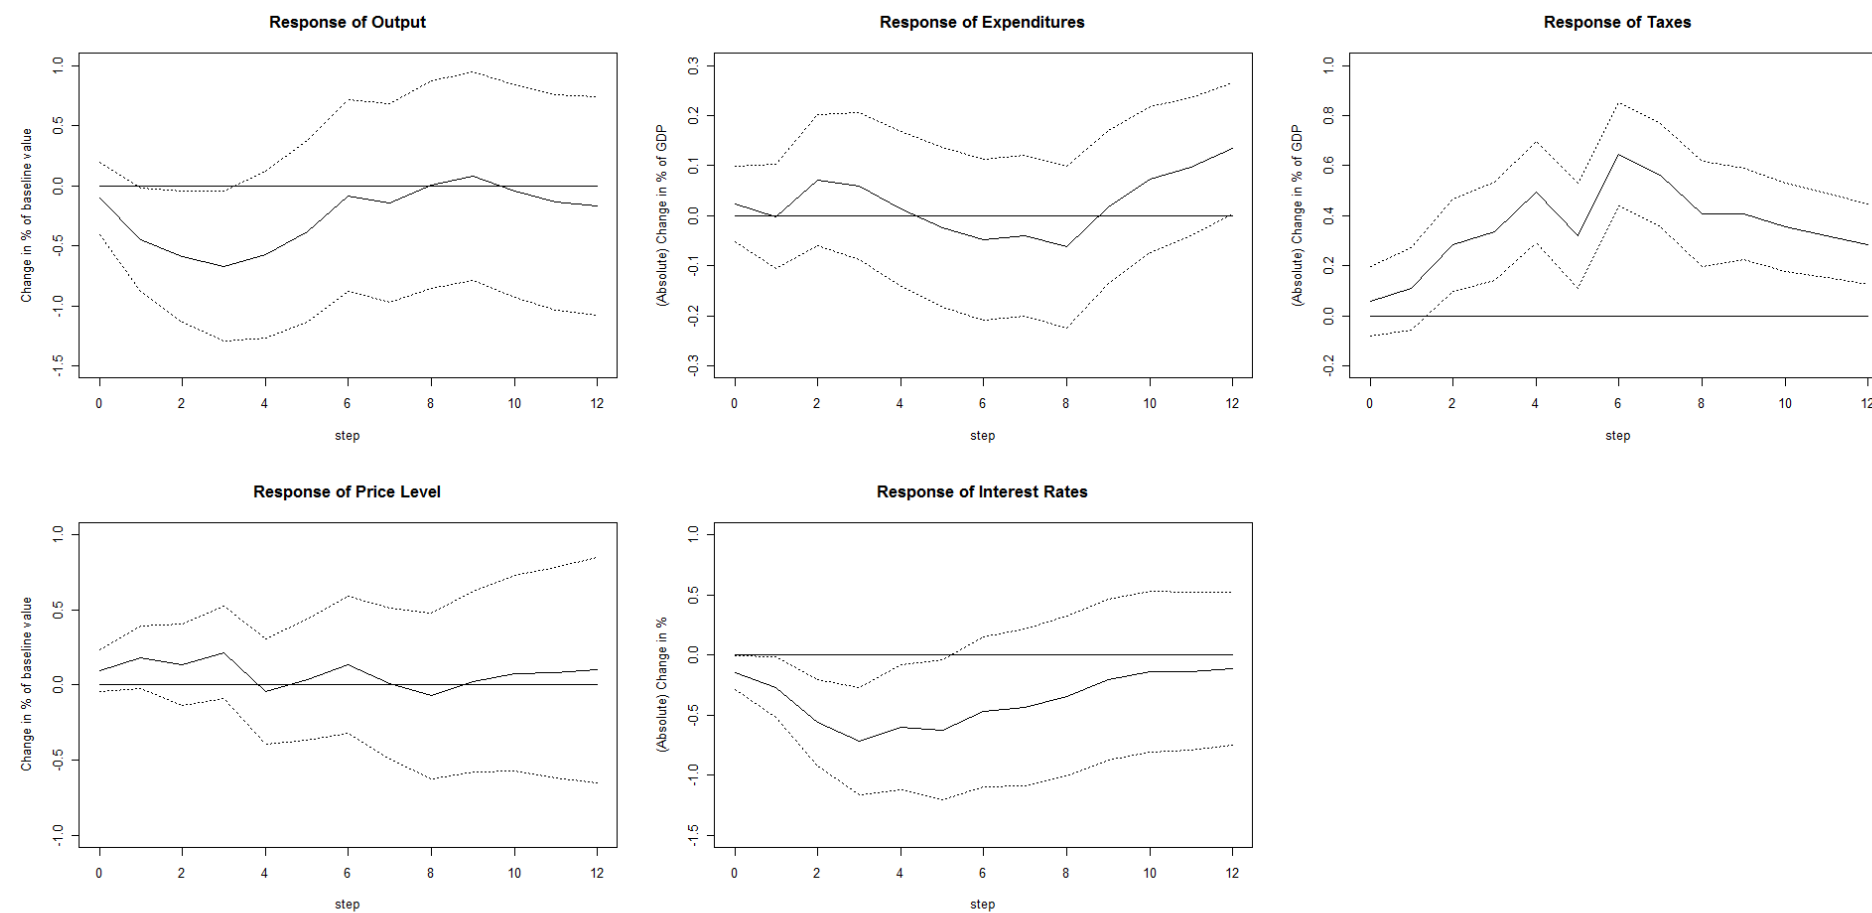 Response of Output
Change in % of baseline value
1.0
0.5
0.0
-0.5
-1.0
-1.5
0 2 4 6 8 10 12
step
Response of Expenditures
(Absolute) Change in % of GDP
0.3
0.2
0.1
0.0
-0.1
-0.2
-0.3
0 2 4 6 8 10 12
step
Response of Taxes
(Absolute) Change in % of GDP
1.0
0.8
0.6
0.4
0.2
0.0
-0.2
0 2 4 6 8 10 12
step
Response of Price Level
Change in % of baseline value
1.0
0.5
0.0
-0.5
-1.0
0 2 4 6 8 10 12
step
Response of Interest Rates
(Absolute) Change in %
1.0
0.5
0.0
-0.5
-1.0
-1.5
0 2 4 6 8 10 12
step